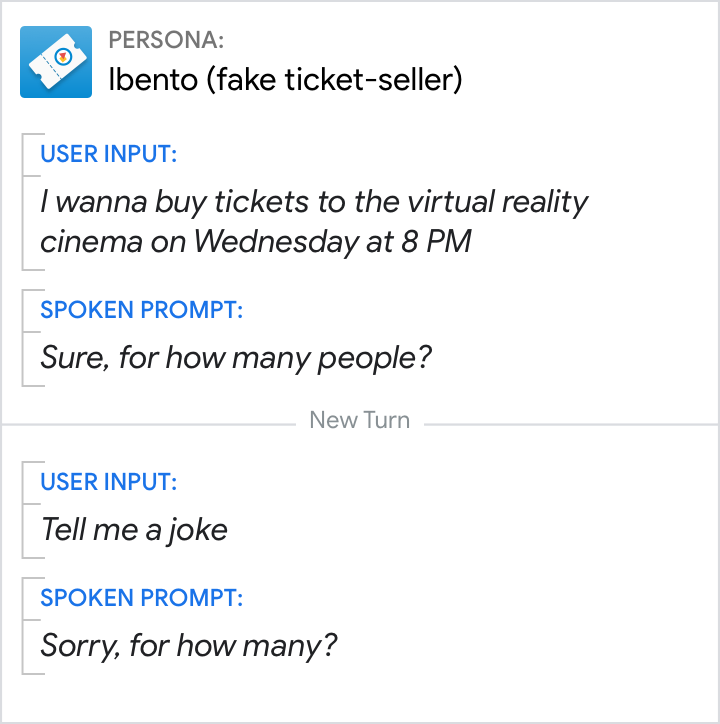 PERSONA:
Ibento (fake ticket-seller)
USER INPUT:
I wanna buy tickets to the virtual reality
cinema on Wednesday at 8 PM
SPOKEN PROMPT:
Sure, for how many people?
New Turn
USER INPUT:
Tell me a joke
SPOKEN PROMPT:
Sorry, for how many?